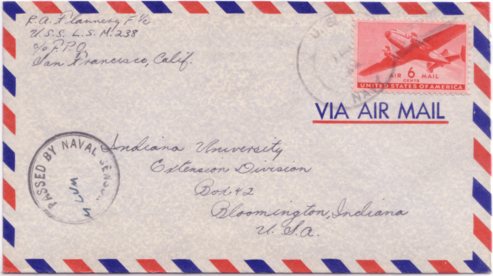 R.A. Flannery F 1/c
U.S.S. L.S.M. 238
c/o F.P.O.
San Francisco, Calif.
U.S.
NAVY
AIR 6 MAIL
CENTS
UNITED STATES OF AMERICA
VIA AIR MAIL
PASSED BY NAVAL CENSOR
Indiana University
Extension Division
Box 42
Bloomington, Indiana
U.S.A.